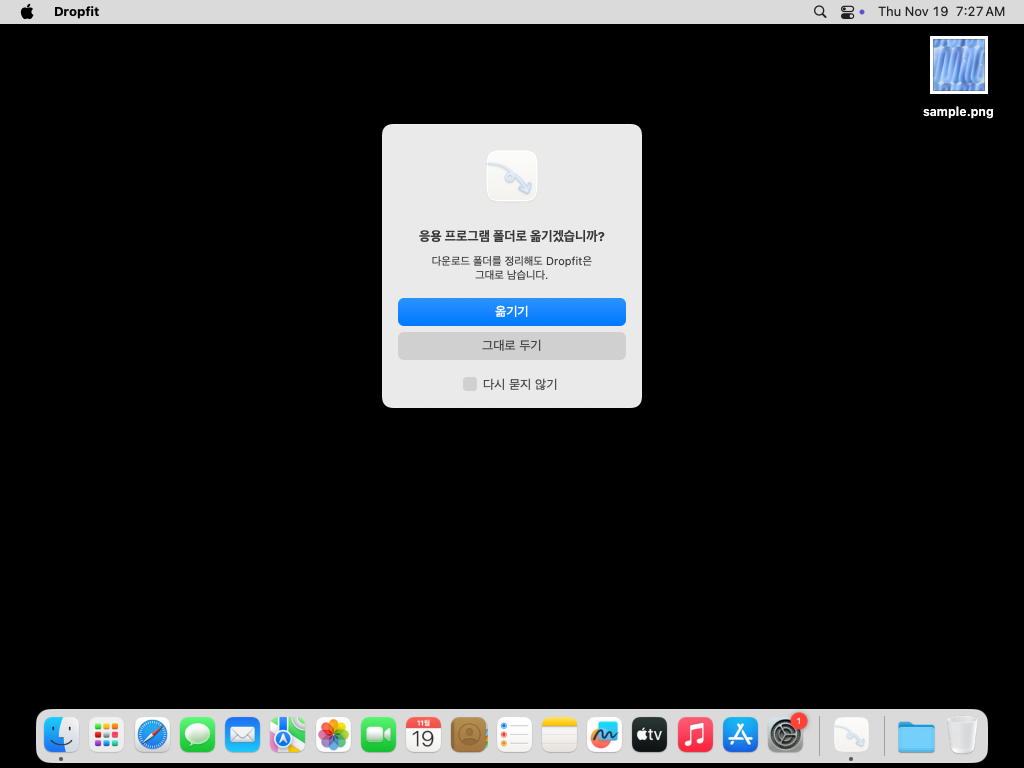 Dropfit
Thu Nov 19 7:27 AM
sample.png
응용 프로그램 폴더로 옮기겠습니까?
다운로드 폴더를 정리해도 Dropfit은
그대로 남습니다.
옮기기
그대로 두기
다시 묻지 않기
11월
19
tv
1